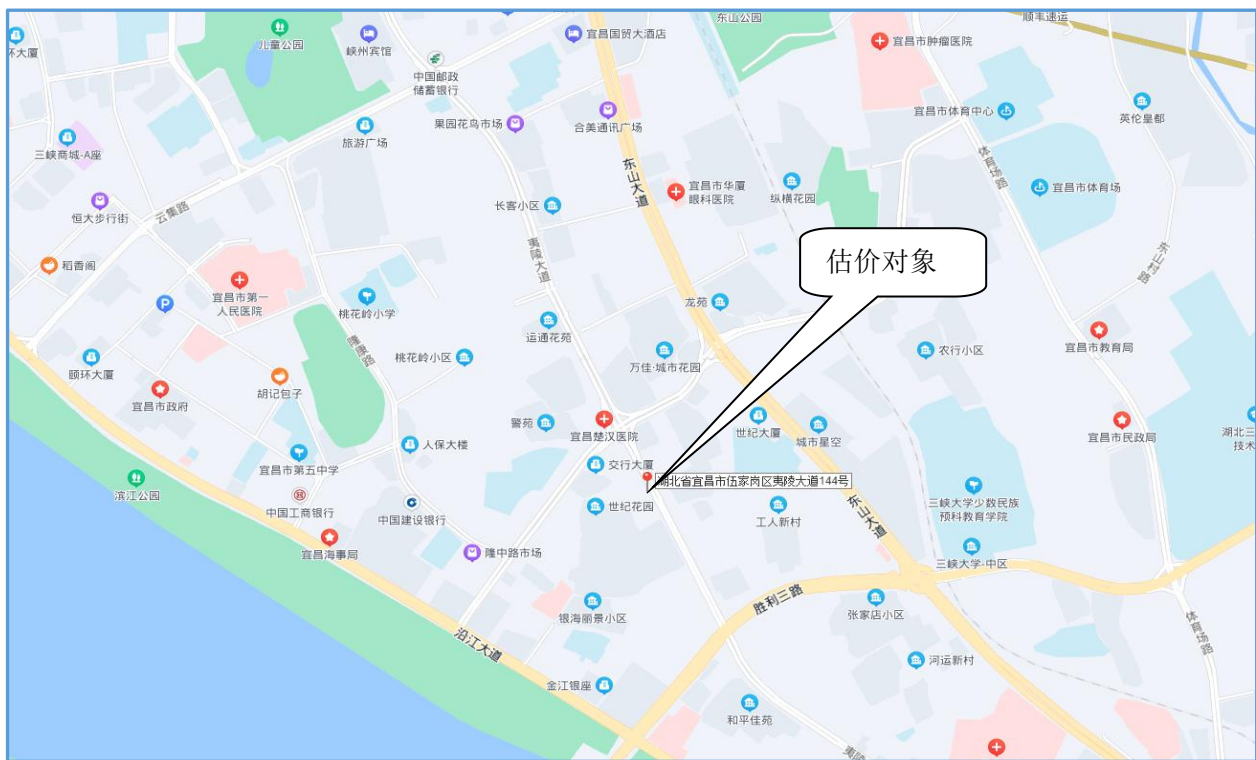 东山公园
顺丰速运
环大厦
儿童公园
峡州宾馆
宜昌国贸大酒店
宜昌市肿瘤医院
中国邮政
储蓄银行
果园花鸟市场
合美通讯广场
宜昌市体育中心
英伦皇都
三峡商城-A座
旅游广场
东山大道
体育场路
宜昌市华厦
眼科医院
纵横花园
宜昌市体育场
恒大步行街
云集路
长客小区
夷陵大道
东山村路
估价对象
稻香阁
宜昌市第一
人民医院
桃花岭小学
龙苑
隆康路
运通花苑
桃花岭小区
万佳·城市花园
农行小区
宜昌市教育局
颐环大厦
宜昌市政府
胡记包子
警苑
宜昌楚汉医院
世纪大厦
城市星空
宜昌市民政局
湖北三
技术
人保大楼
宜昌市第五中学
交行大厦
湖北省宜昌市伍家岗区夷陵大道144号
滨江公园
中国工商银行
中国建设银行
世纪花园
工人新村
东山大道
三峡大学少数民族
预科教育学院
宜昌海事局
隆中路市场
三峡大学-中区
胜利三路
银海丽景小区
张家店小区
体育场路
沿江大道
河运新村
金江银座
和平佳苑
夷陵